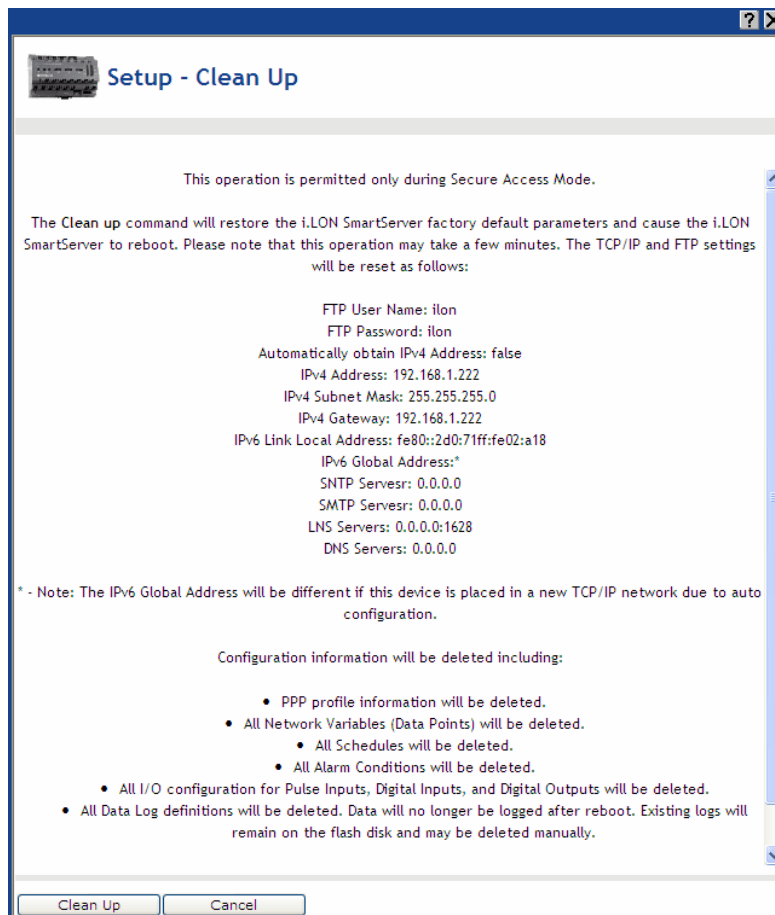 Setup - Clean Up
This operation is permitted only during Secure Access Mode.
The Clean up command will restore the i.LON SmartServer factory default parameters and cause the i.LON
SmartServer to reboot. Please note that this operation may take a few minutes. The TCP/IP and FTP settings
will be reset as follows:
FTP User Name: ilon
FTP Password: ilon
Automatically obtain IPv4 Address: false
IPv4 Address: 192.168.1.222
IPv4 Subnet Mask: 255.255.255.0
IPv4 Gateway: 192.168.1.222
IPv6 Link Local Address: fe80::2d0:71ff:fe02:a18
IPv6 Global Address:*
SNTP Servesr: 0.0.0.0
SMTP Servesr: 0.0.0.0
LNS Servers: 0.0.0.0:1628
DNS Servers: 0.0.0.0
* - Note: The IPv6 Global Address will be different if this device is placed in a new TCP/IP network due to auto
configuration.
Configuration information will be deleted including:
• PPP profile information will be deleted.
• All Network Variables (Data Points) will be deleted.
• All Schedules will be deleted.
• All Alarm Conditions will be deleted.
• All I/O configuration for Pulse Inputs, Digital Inputs, and Digital Outputs will be deleted.
• All Data Log definitions will be deleted. Data will no longer be logged after reboot. Existing logs will
remain on the flash disk and may be deleted manually.
Clean Up Cancel